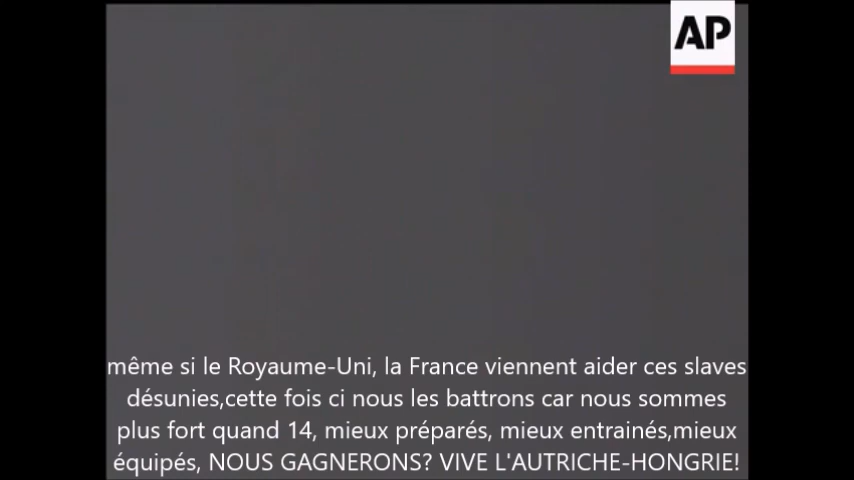 AP
même si le Royaume-Uni, la France viennent aider ces slaves
désunies,cette fois ci nous les battrons car nous sommes
plus fort quand 14, mieux préparés, mieux entrainés,mieux
équipés, NOUS GAGNERONS? VIVE L'AUTRICHE-HONGRIE!